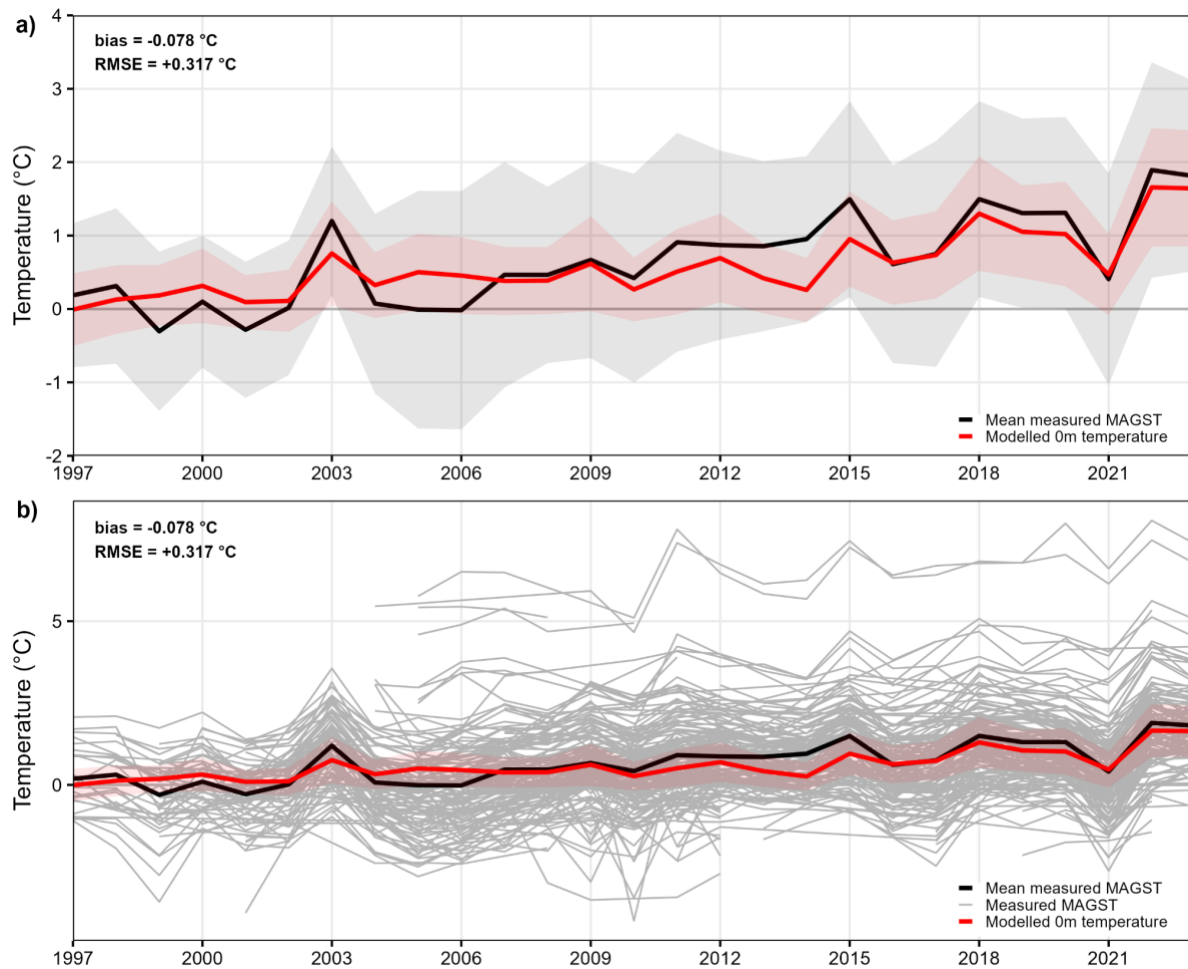 a)
bias = -0.078 °C
RMSE = +0.317 °C
Temperature (°C)
4
3
2
1
0
-1
-2
Mean measured MAGST
Modelled 0m temperature
1997 2000 2003 2006 2009 2012 2015 2018 2021
b)
bias = -0.078 °C
RMSE = +0.317 °C
Temperature (°C)
5
0
Mean measured MAGST
Measured MAGST
Modelled 0m temperature
1997 2000 2003 2006 2009 2012 2015 2018 2021